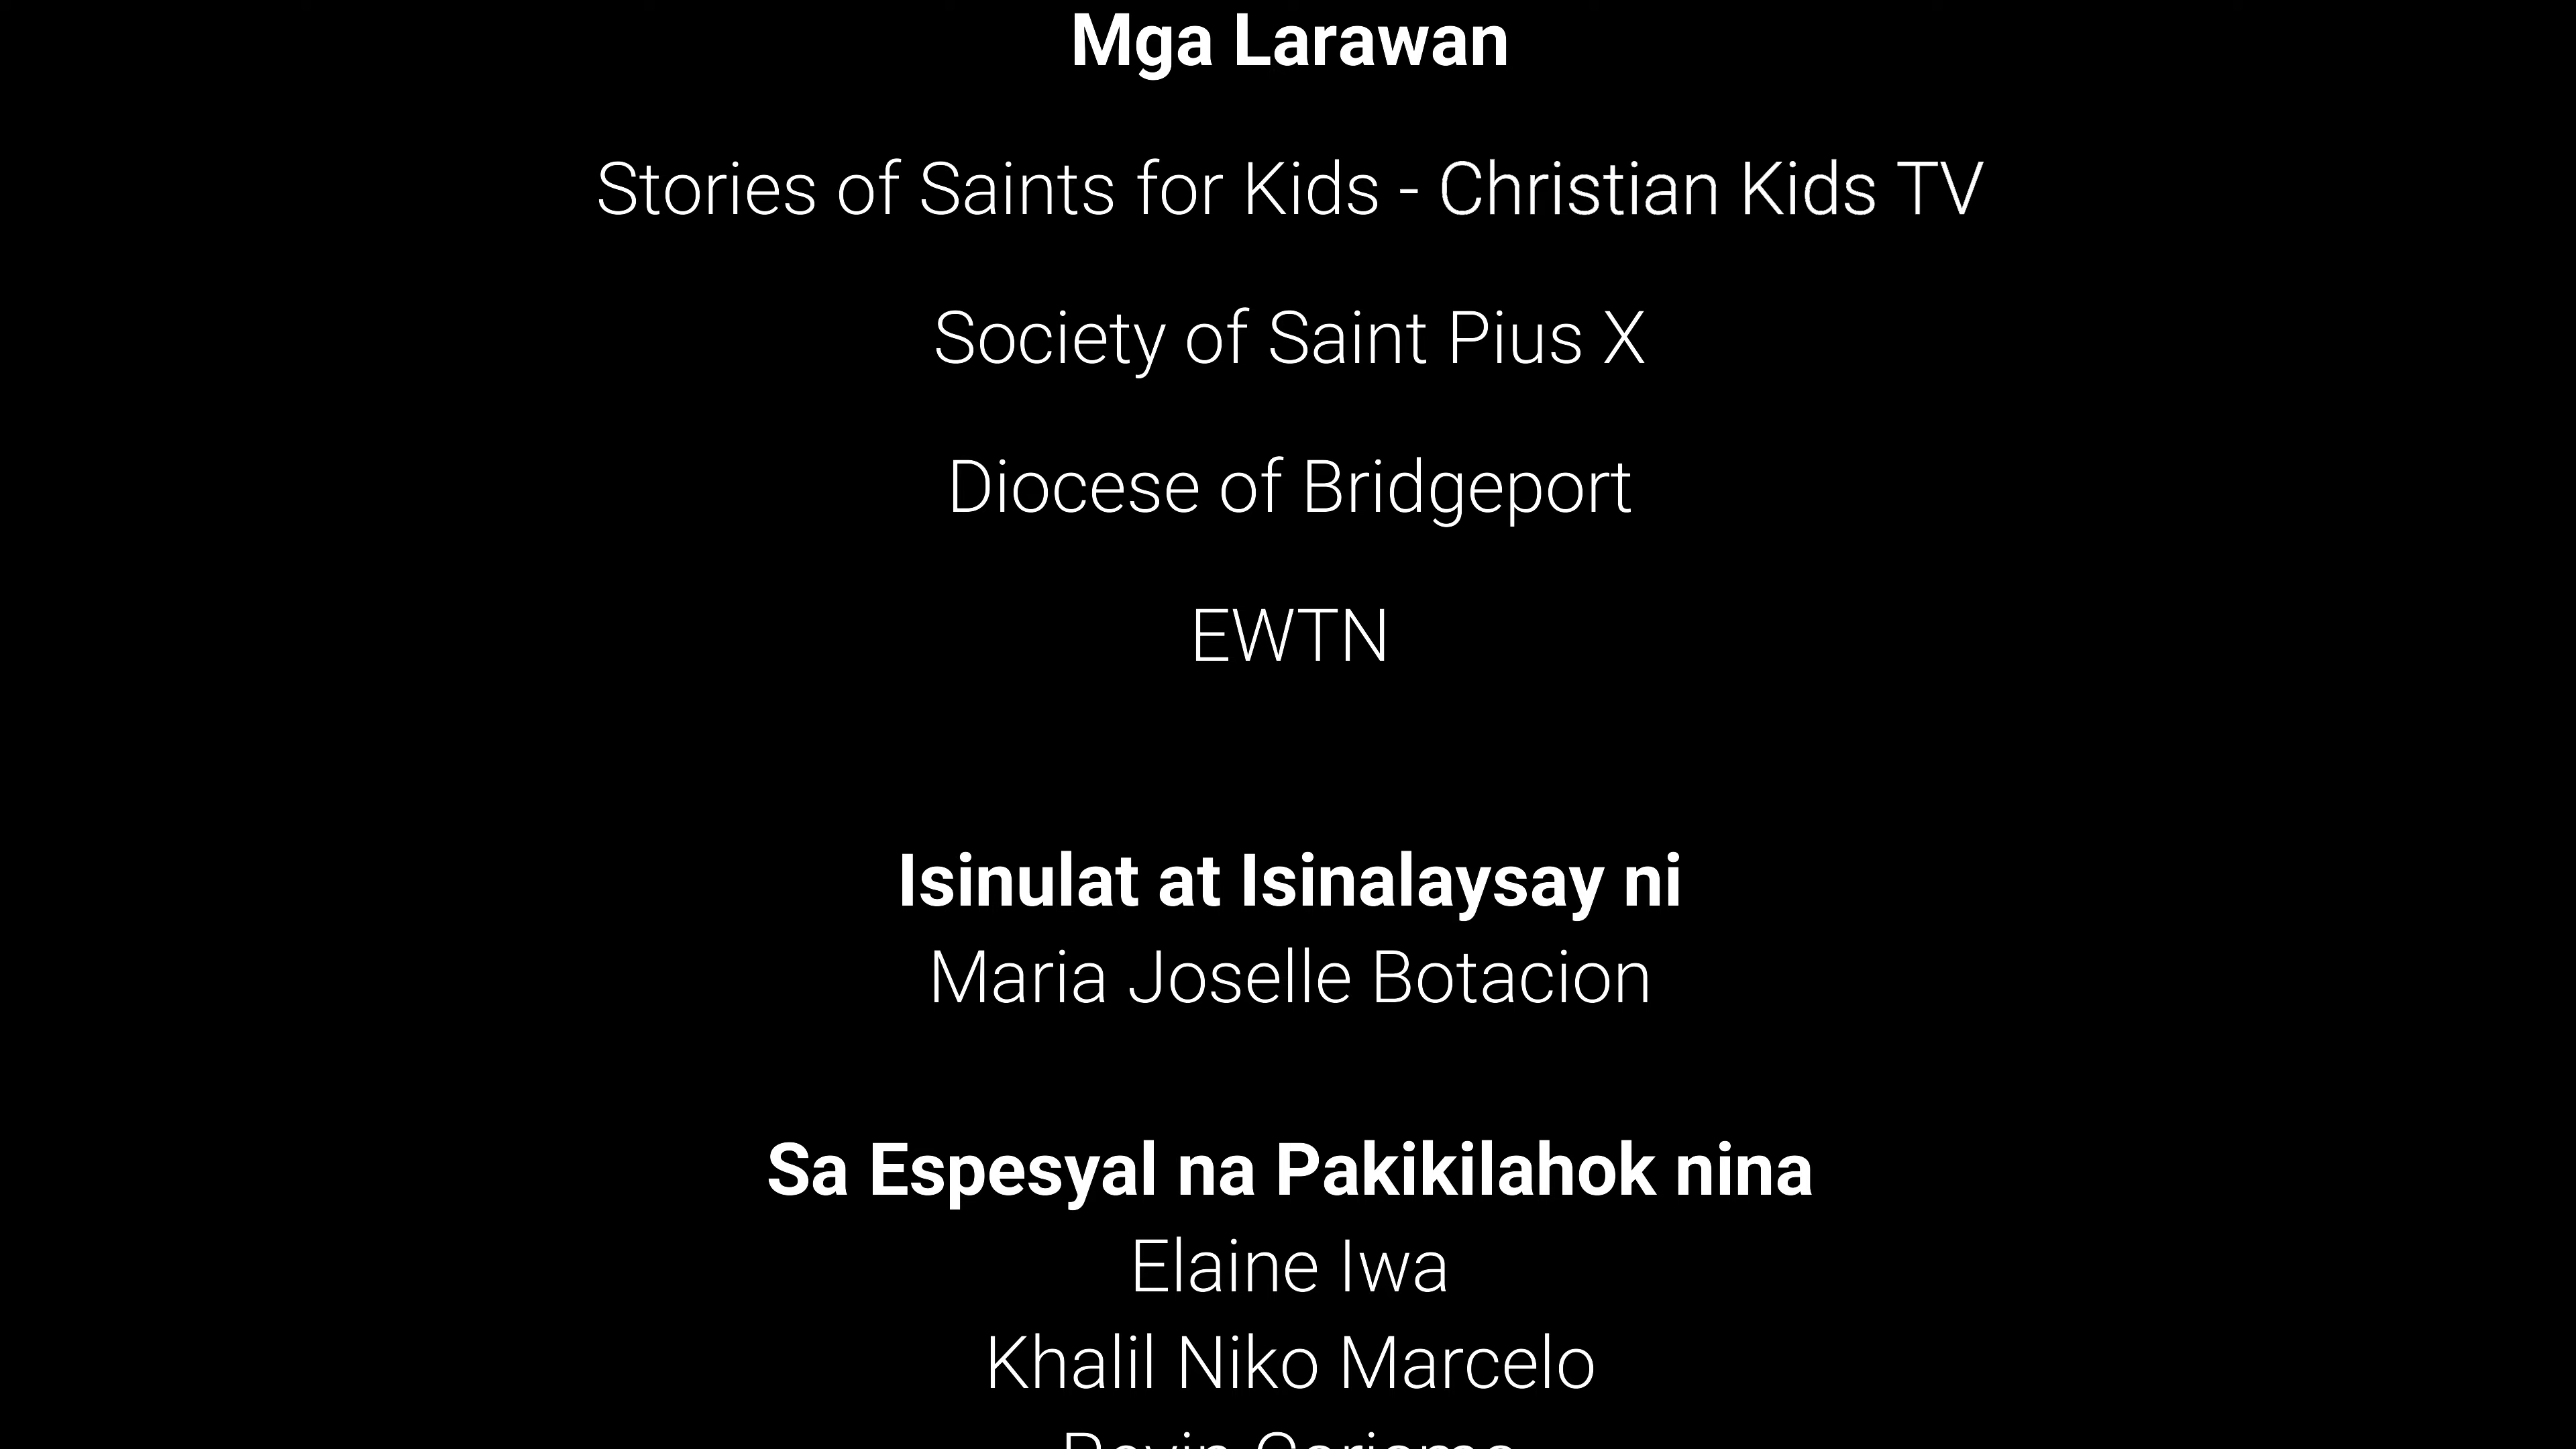 Mga Larawan
Stories of Saints for Kids - Christian Kids TV
Society of Saint Pius X
Diocese of Bridgeport
EWTN
Isinulat at Isinalaysay ni
Maria Joselle Botacion
Sa Espesyal na Pakikilahok nina
Elaine Iwa
Khalil Niko Marcelo